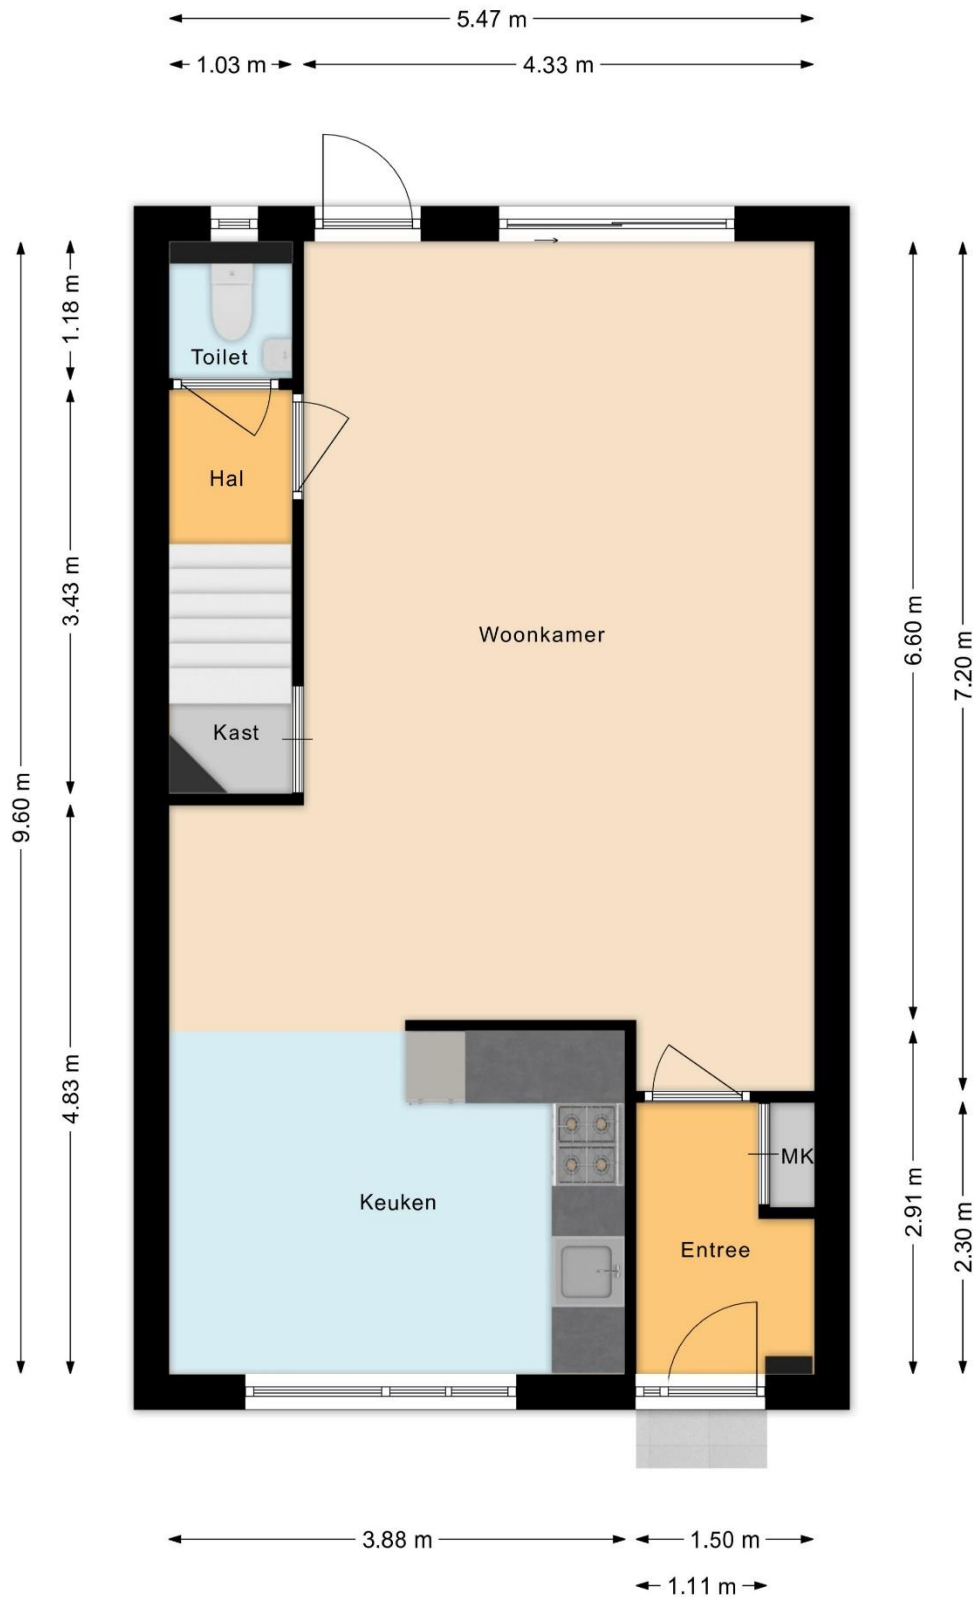 5.47 m
1.03 m
4.33 m
Toilet
1.18 m
Hal
3.43 m
Woonkamer
6.60 m
7.20 m
Kast
9.60 m
4.83 m
MK
Keuken
2.91 m
Entree
2.30 m
3.88 m
1.50 m
1.11 m